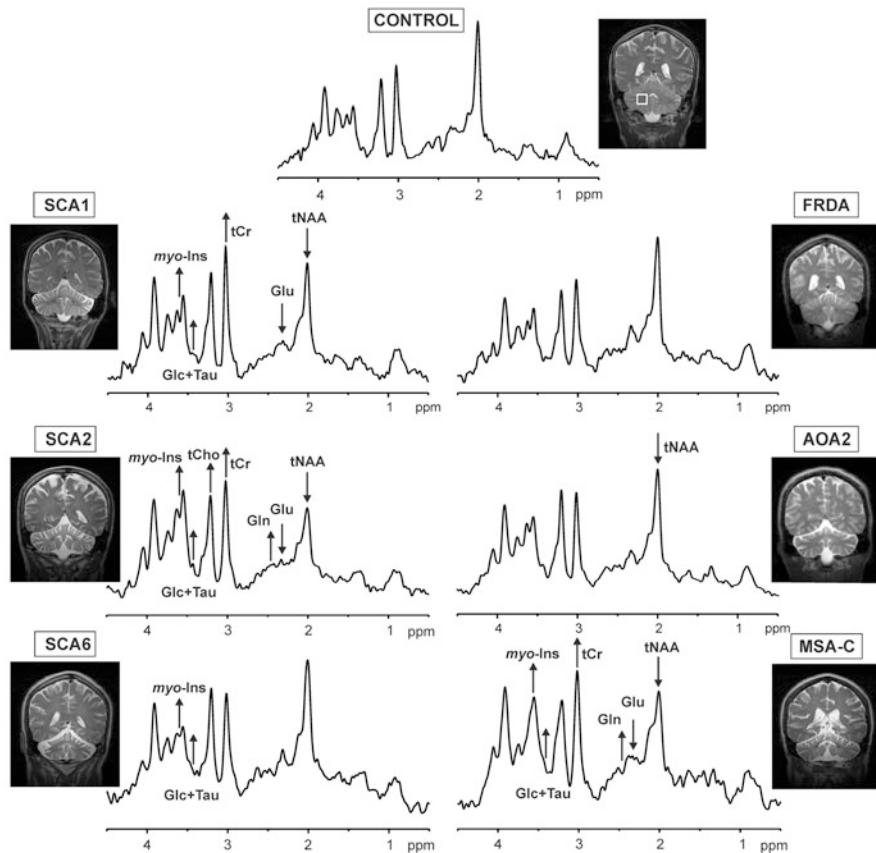 CONTROL
4 3 2 1 ppm
SCA1
tCr
tNAA
myo-Ins
Glu
Glc+Tau
4 3 2 1 ppm
FRDA
4 3 2 1 ppm
SCA2
myo-Ins tCho tCr tNAA
Glu
Gln
Glc+Tau
4 3 2 1 ppm
AOA2
tNAA
4 3 2 1 ppm
SCA6
myo-Ins
Glc+Tau
4 3 2 1 ppm
MSA-C
myo-Ins tCr tNAA
Glu
Gln
Glc+Tau
4 3 2 1 ppm